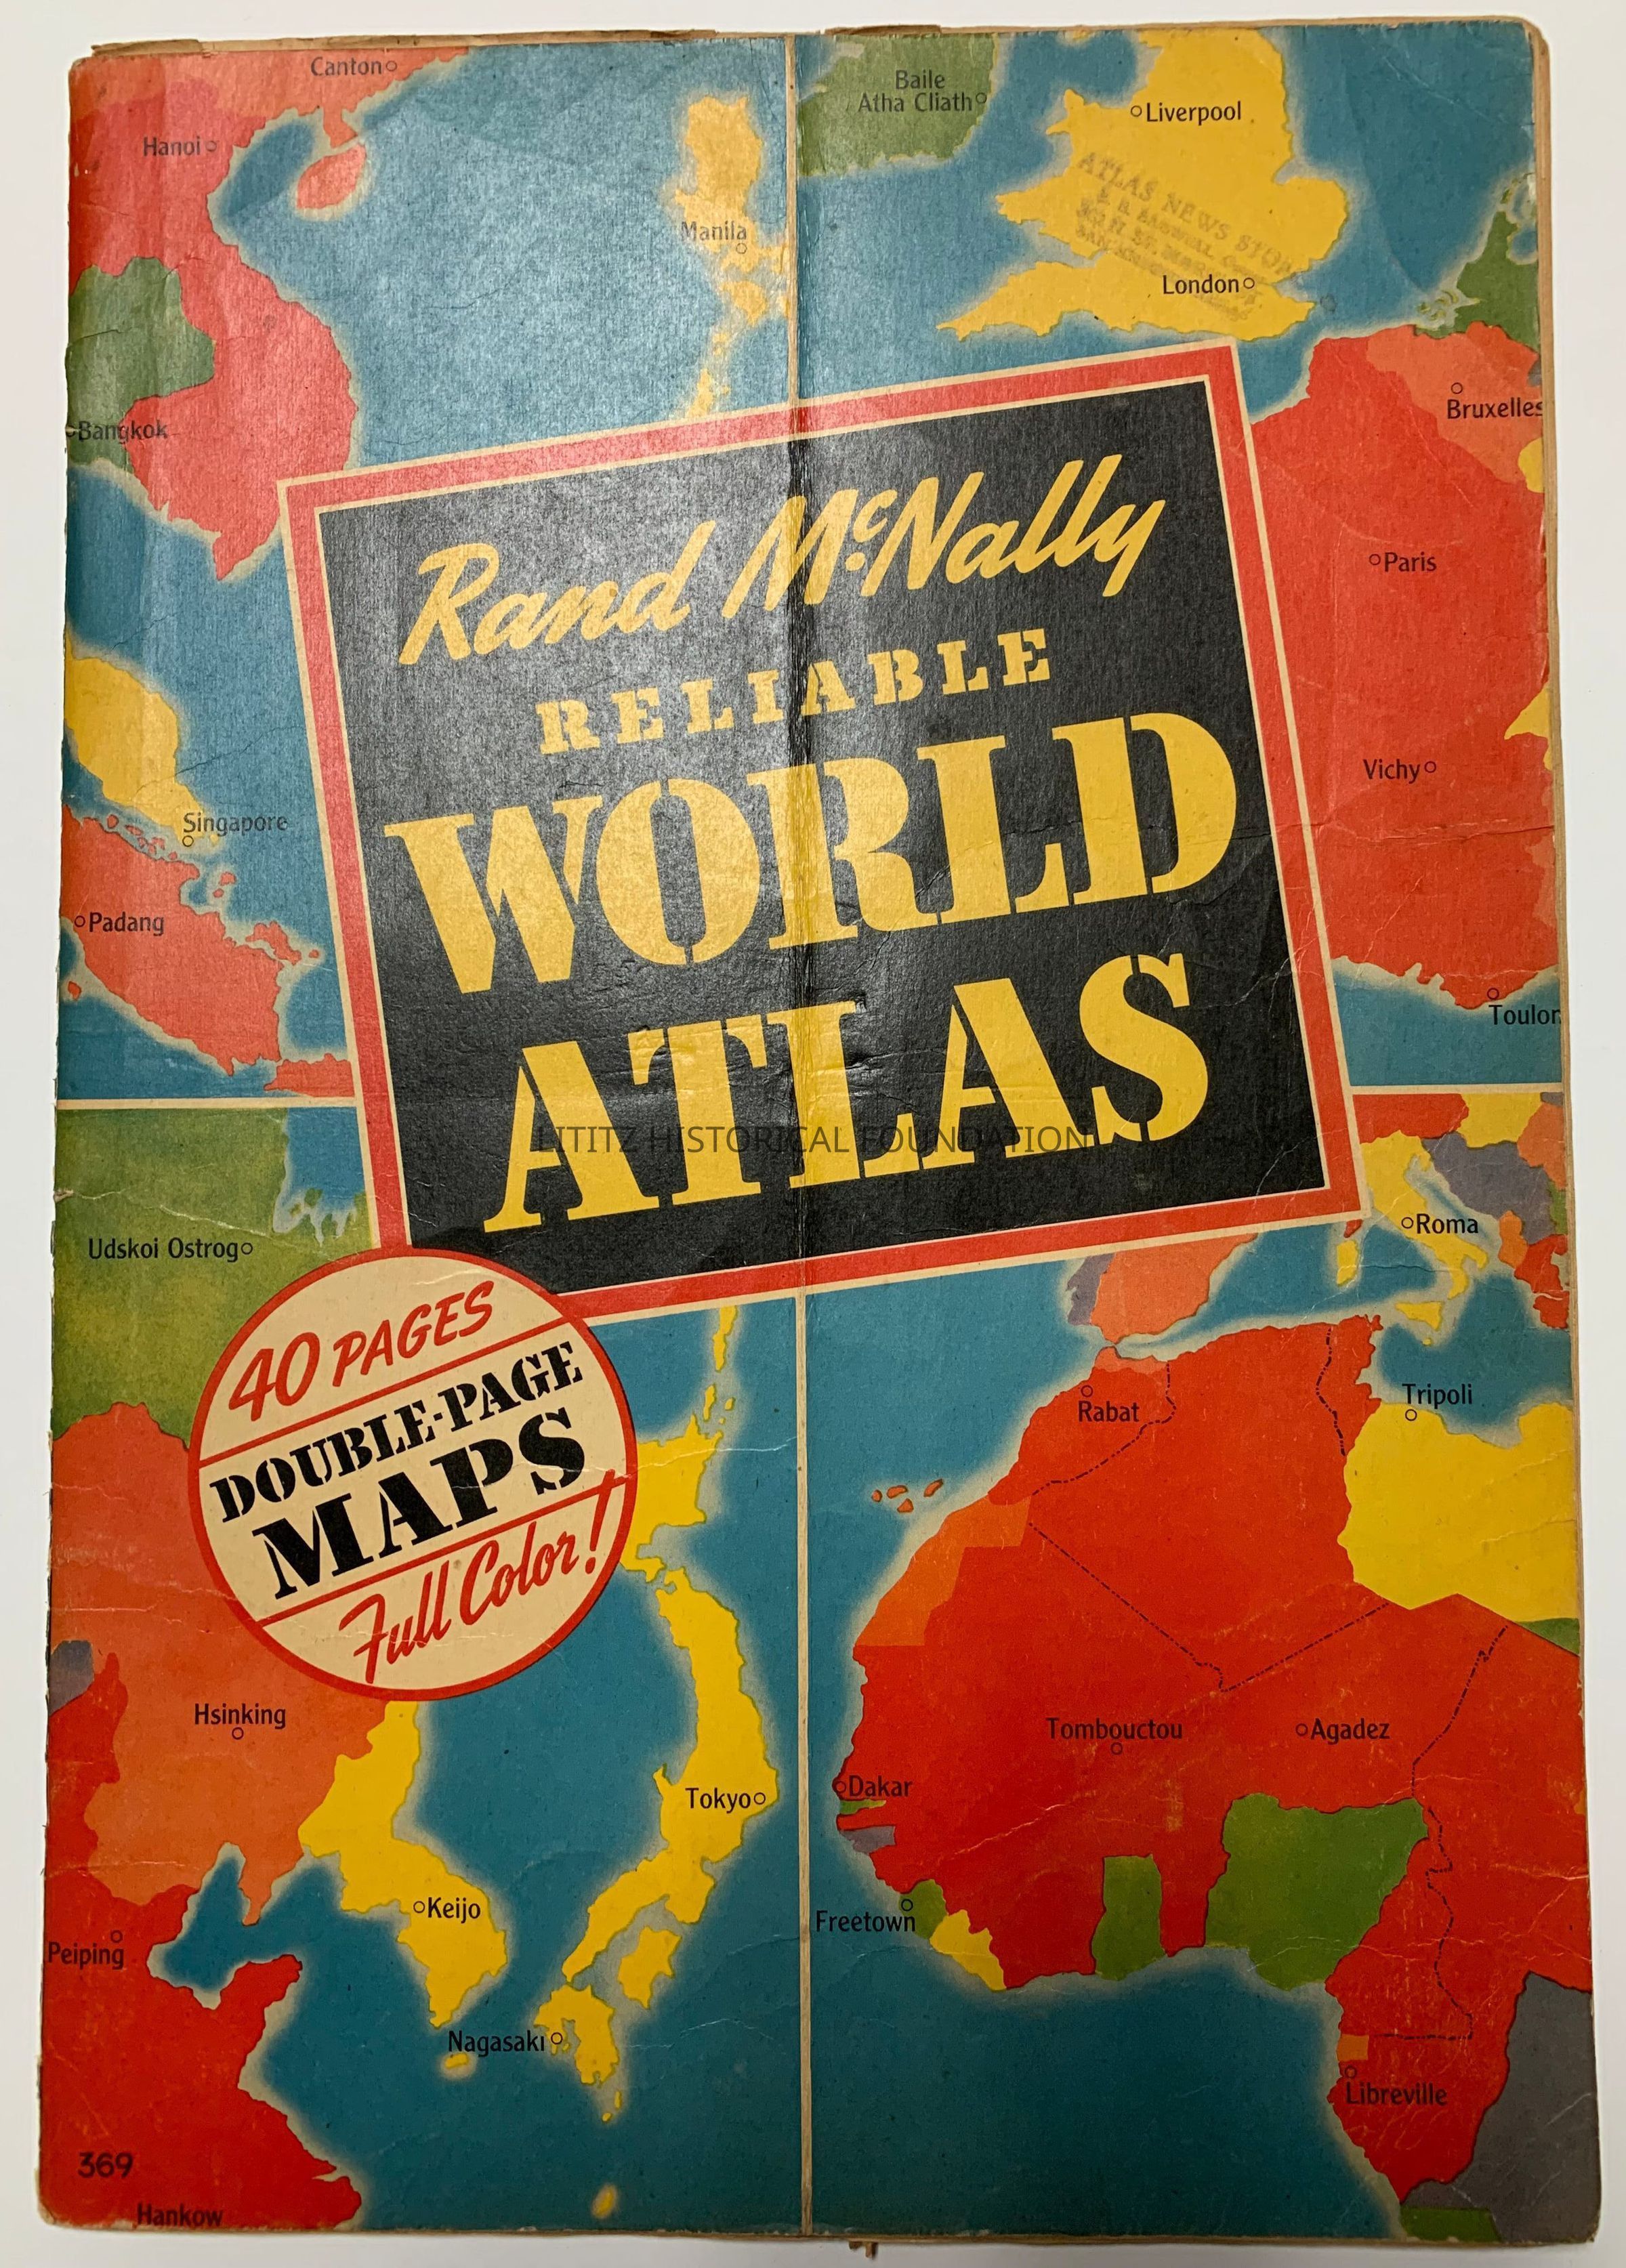 Canton
Hanoi
Manila
Bangkok
Singapore
Padang
Baile
Atha Cliath
Liverpool
ATLAS NEWS
London
Bruxelles
Paris
Vichy
Toulon
Rand McNally
RELIABLE
WORLD
ATLAS
LITITZ HISTORICAL FOUNDATION
40 PAGES
DOUBLE-PAGE
MAPS
Full Color!
Udskoi Ostrog
Hsinking
Tokyo
Keijo
Peiping
Nagasaki
369
Hankow
Roma
Rabat
Tripoli
Tombouctou
Agadez
Dakar
Freetown
Libreville